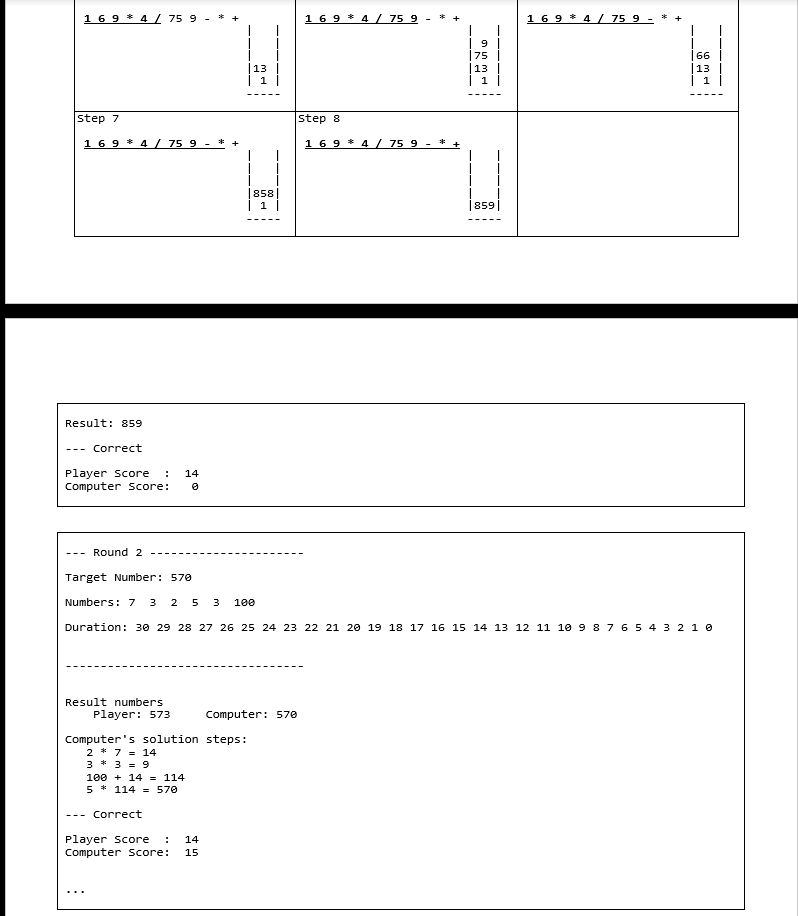 1 6 9 * 4 / 75 9 - * +
13
1
-----
1 6 9 * 4 / 75 9 - * +
9
75
13
1
-----
1 6 9 * 4 / 75 9 - * +
66
13
1
-----
Step 7
1 6 9 * 4 / 75 9 - * +
858
1
-----
Step 8
1 6 9 * 4 / 75 9 - * +
859
-----
Result: 859
--- Correct
Player Score  :  14
Computer Score:   0
--- Round 2 ----------------------
Target Number: 570
Numbers: 7  3  2  5  3  100
Duration: 30 29 28 27 26 25 24 23 22 21 20 19 18 17 16 15 14 13 12 11 10 9 8 7 6 5 4 3 2 1 0
----------------------------------
Result numbers
Player: 573     Computer: 570
Computer's solution steps:
2 * 7 = 14
3 * 3 = 9
100 + 14 = 114
5 * 114 = 570
--- Correct
Player Score  :  14
Computer Score:  15
...